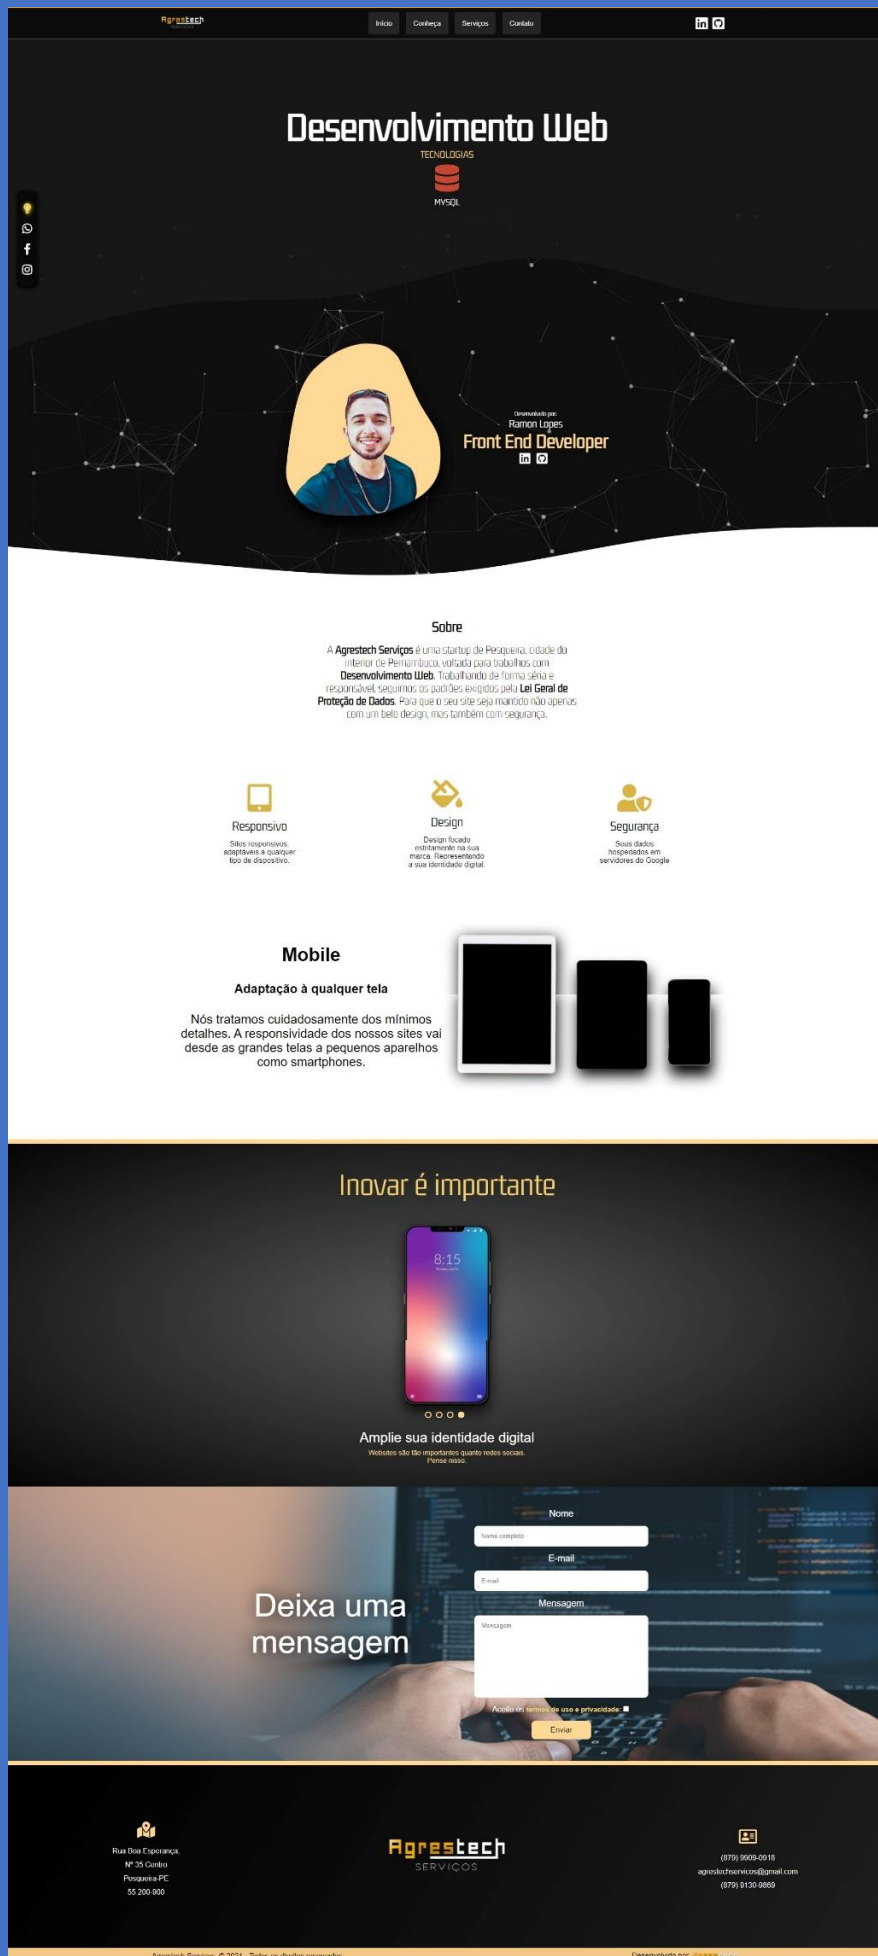 Agrestech
Início
Conheça
Serviços
Contato
Desenvolvimento Web
TECNOLOGIAS
MYSQL
Desenvolvido por:
Ramon Lopes
Front End Developer
Sobre
A Agrestech Serviços é uma startup de Pesqueira, cidade do
interior de Pernambuco, voltada para trabalhos com
Desenvolvimento Web. Trabalhando de forma séria e
responsável, seguimos os padrões exigidos pela Lei Geral de
Proteção de Dados. Para que o seu site seja mantido não apenas
com um belo design, mas também com segurança.
Responsivo
Sites responsivos,
adaptáveis a qualquer
tipo de dispositivo.
Design
Design focado
estritamente na sua
marca. Representando
a sua identidade digital.
Segurança
Seus dados
hospedados em
servidores do Google
Mobile
Adaptação à qualquer tela
Nós tratamos cuidadosamente dos mínimos
detalhes. A responsividade dos nossos sites vai
desde as grandes telas a pequenos aparelhos
como smartphones.
Inovar é importante
8:15
Amplie sua identidade digital
Websites são tão importantes quanto redes sociais.
Pense nisso.
Deixa uma
mensagem
Nome
Nome completo
E-mail
E-mail
Mensagem
Mensagem
Aceito os termos de uso e privacidade:
Enviar
Rua Boa Esperança,
Nº 35 Centro
Pesqueira-PE
55 200-000
Agrestech
SERVIÇOS
(879) 9909-0918
agrestechservicos@gmail.com
(879) 9130-9869